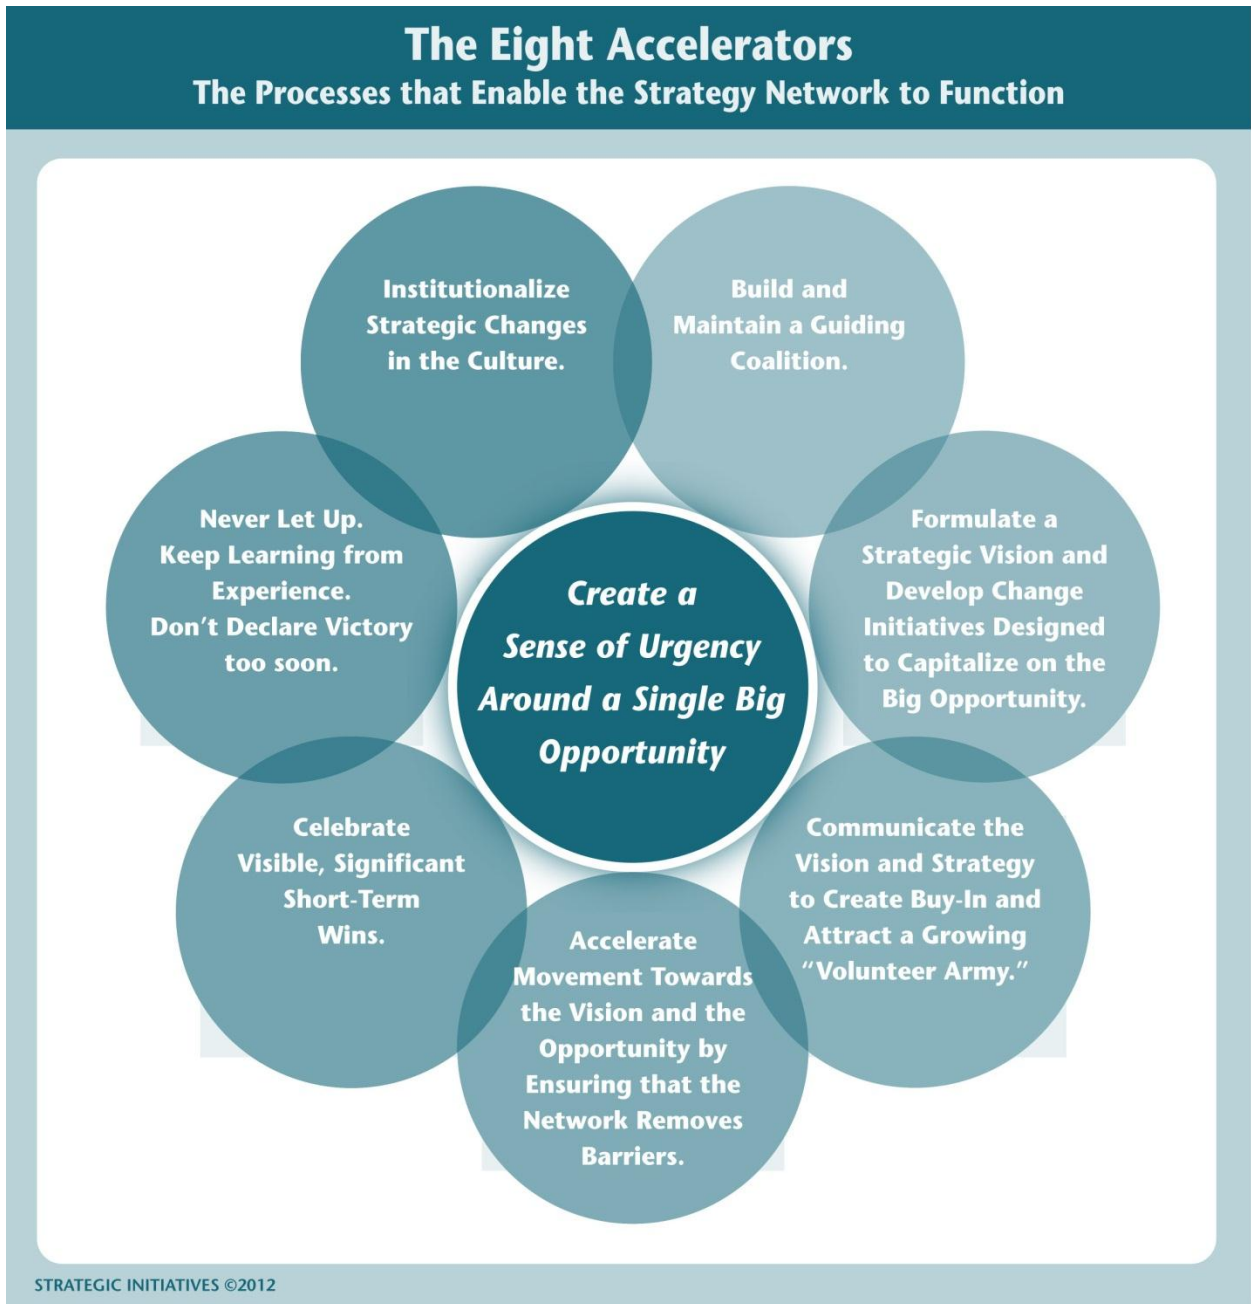 The Eight Accelerators
The Processes that Enable the Strategy Network to Function
Institutionalize
Strategic Changes
in the Culture.
Build and
Maintain a Guiding
Coalition.
Never Let Up.
Keep Learning from
Experience.
Don’t Declare Victory
too soon.
Create a
Sense of Urgency
Around a Single Big
Opportunity
Formulate a
Strategic Vision and
Develop Change
Initiatives Designed
to Capitalize on the
Big Opportunity.
Celebrate
Visible, Significant
Short-Term
Wins.
Accelerate
Movement Towards
the Vision and the
Opportunity by
Ensuring that the
Network Removes
Barriers.
Communicate the
Vision and Strategy
to Create Buy-In and
Attract a Growing
“Volunteer Army.”
STRATEGIC INITIATIVES ©2012